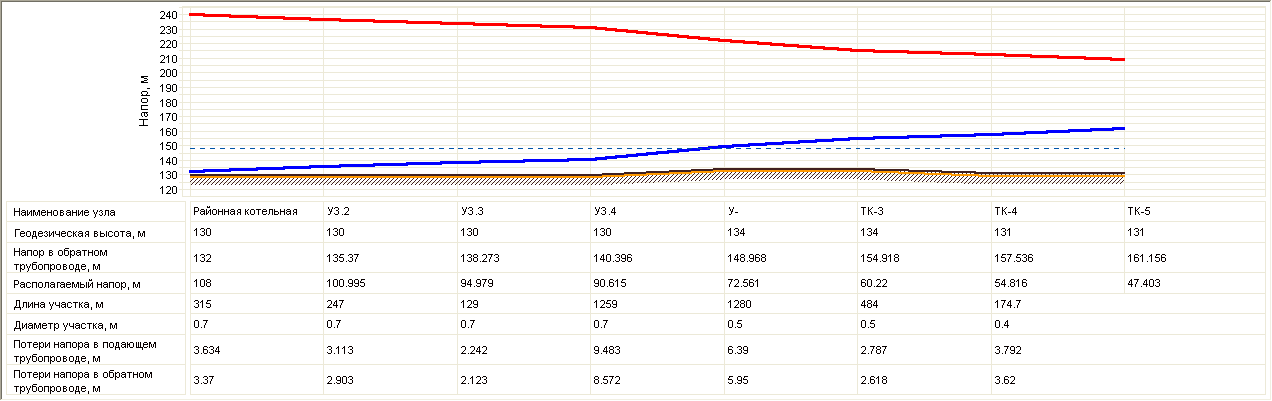 240
230
220
210
200
190
180
170
160
150
140
130
120
Напор, м
Наименование узла Районная котельная УЗ.2 УЗ.3 УЗ.4 У- ТК-3 ТК-4 ТК-5
Геодезическая высота, м 130 130 130 130 134 134 131 131
Напор в обратном
трубопроводе, м 132 135.37 138.273 140.396 148.968 154.918 157.536 161.156
Располагаемый напор, м 108 100.995 94.979 90.615 72.561 60.22 54.816 47.403
Длина участка, м 315 247 129 1259 1280 484 174.7
Диаметр участка, м 0.7 0.7 0.7 0.7 0.5 0.5 0.4
Потери напора в подающем
трубопроводе, м 3.634 3.113 2.242 9.483 6.39 2.787 3.792
Потери напора в обратном
трубопроводе, м 3.37 2.903 2.123 8.572 5.95 2.618 3.62